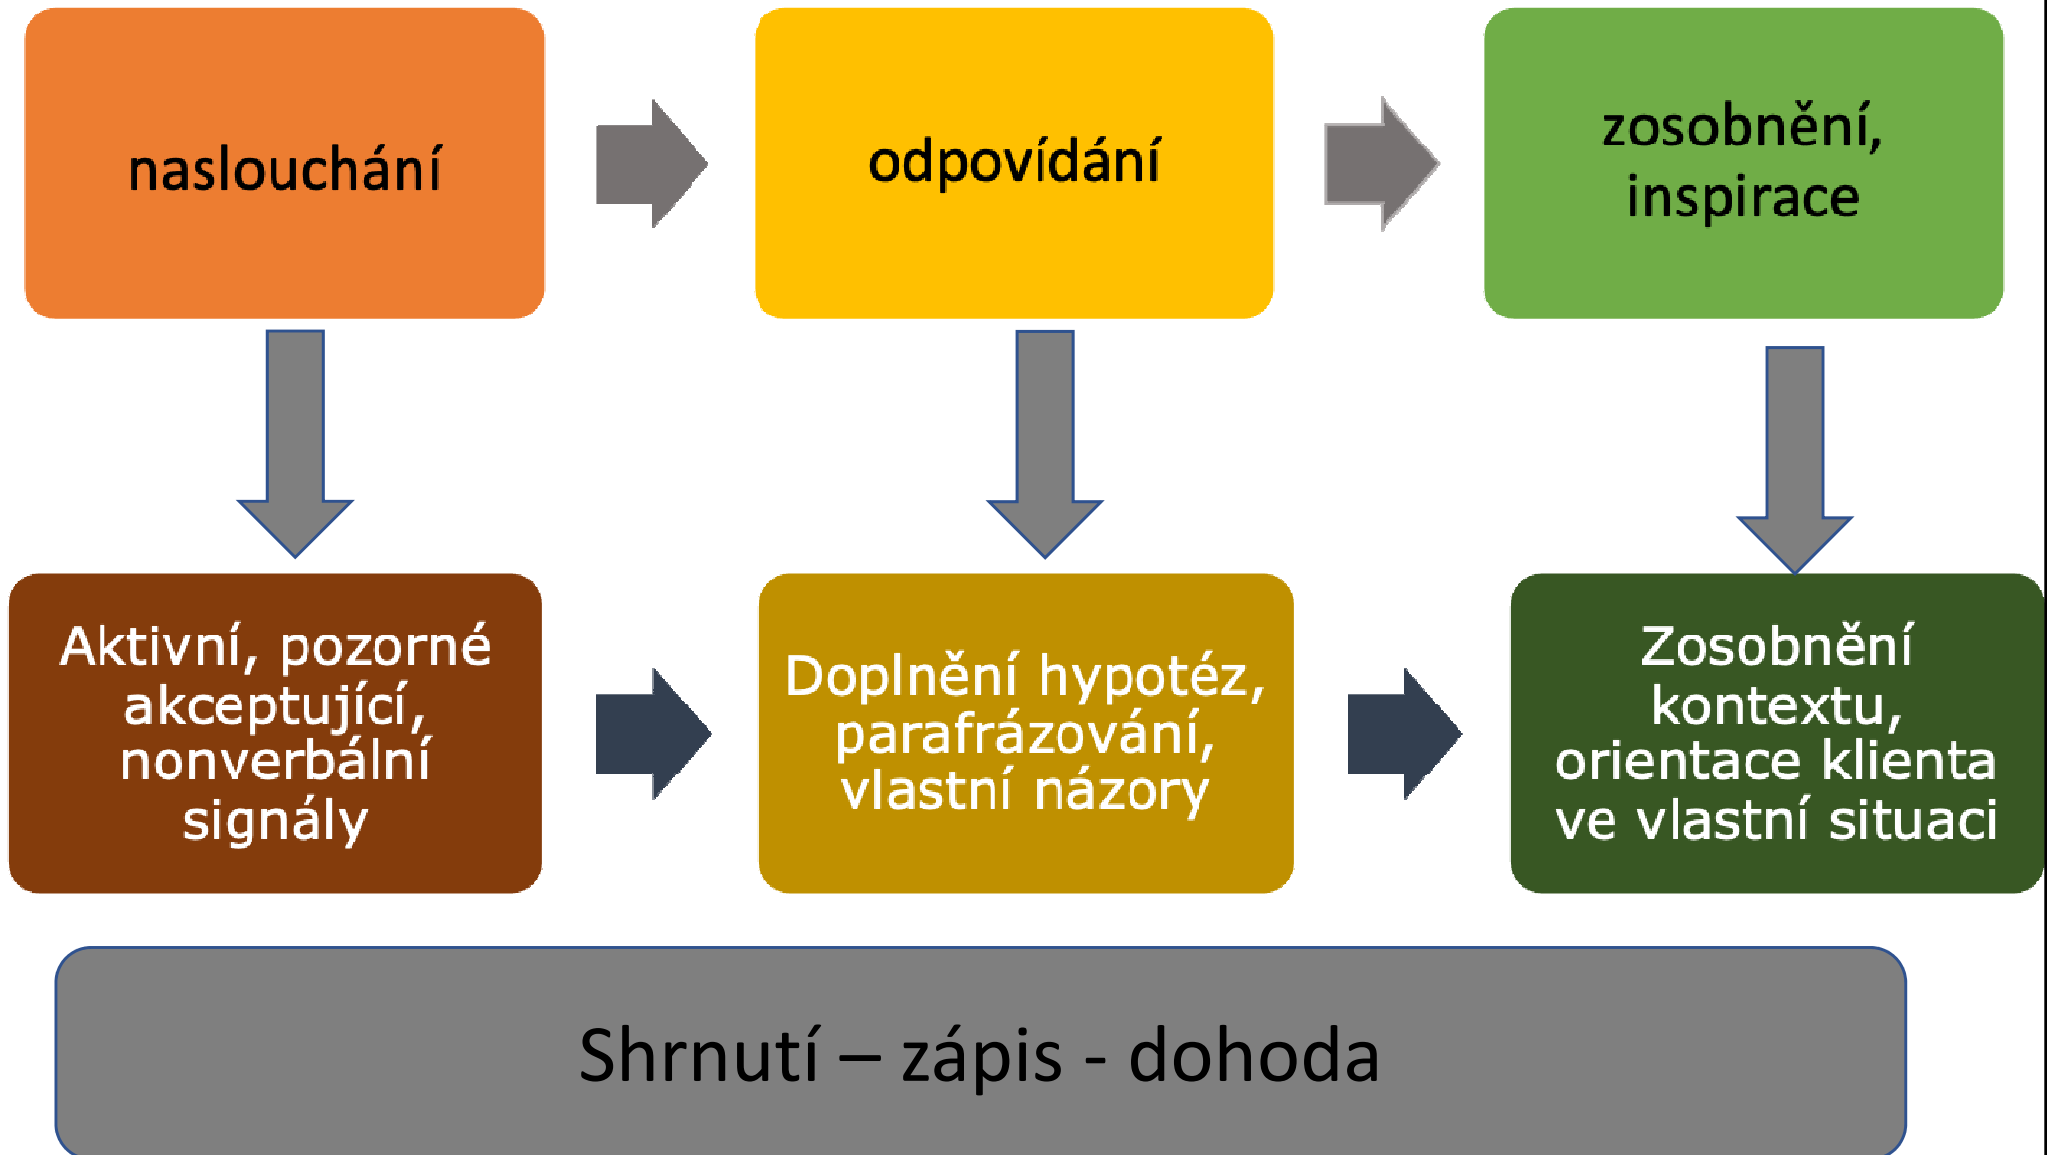 naslouchání
odpovídání
zosobnění,
inspirace
Aktivní, pozorné
akceptující,
nonverbální
signály
Doplnění hypotéz,
parafrázování,
vlastní názory
Zosobnění
kontextu,
orientace klienta
ve vlastní situaci
Shrnutí – zápis - dohoda